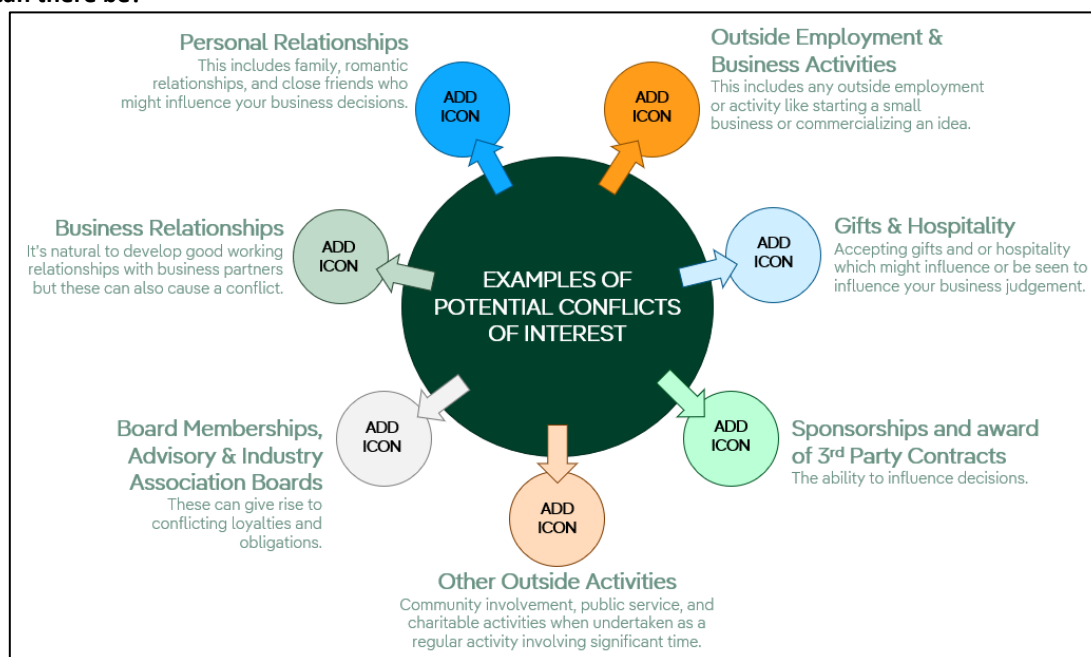 can there be?
Personal Relationships
This includes family, romantic
relationships, and close friends who
might influence your business decisions.
ADD
ICON
ADD
ICON
Outside Employment &
Business Activities
This includes any outside employment
or activity like starting a small
business or commercializing an idea.
Business Relationships
It's natural to develop good working
relationships with business partners
but these can also cause a conflict.
ADD
ICON
EXAMPLES OF
POTENTIAL CONFLICTS
OF INTEREST
ADD
ICON
Gifts & Hospitality
Accepting gifts and or hospitality
which might influence or be seen to
influence your business judgement.
Board Memberships,
Advisory & Industry
Association Boards
These can give rise to
conflicting loyalties and
obligations.
ADD
ICON
ADD
ICON
Sponsorships and award
of 3rd Party Contracts
The ability to influence decisions.
ADD
ICON
Other Outside Activities
Community involvement, public service, and
charitable activities when undertaken as a
regular activity involving significant time.